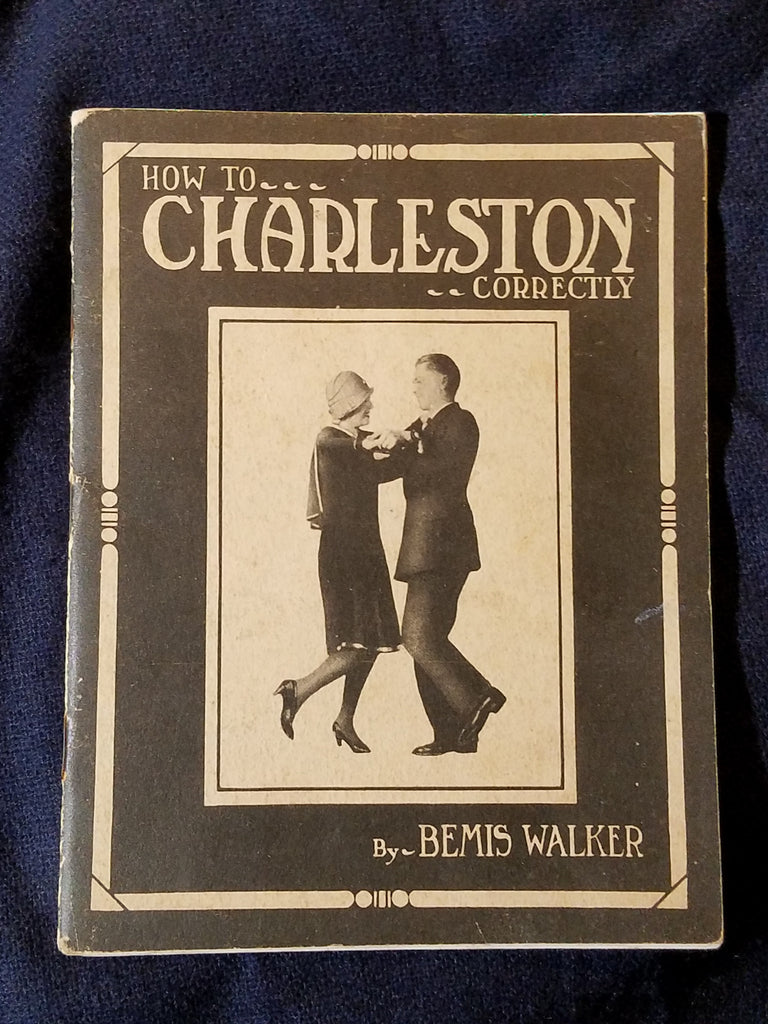 HOW TO
CHARLESTON
CORRECTLY
By BEMIS WALKER